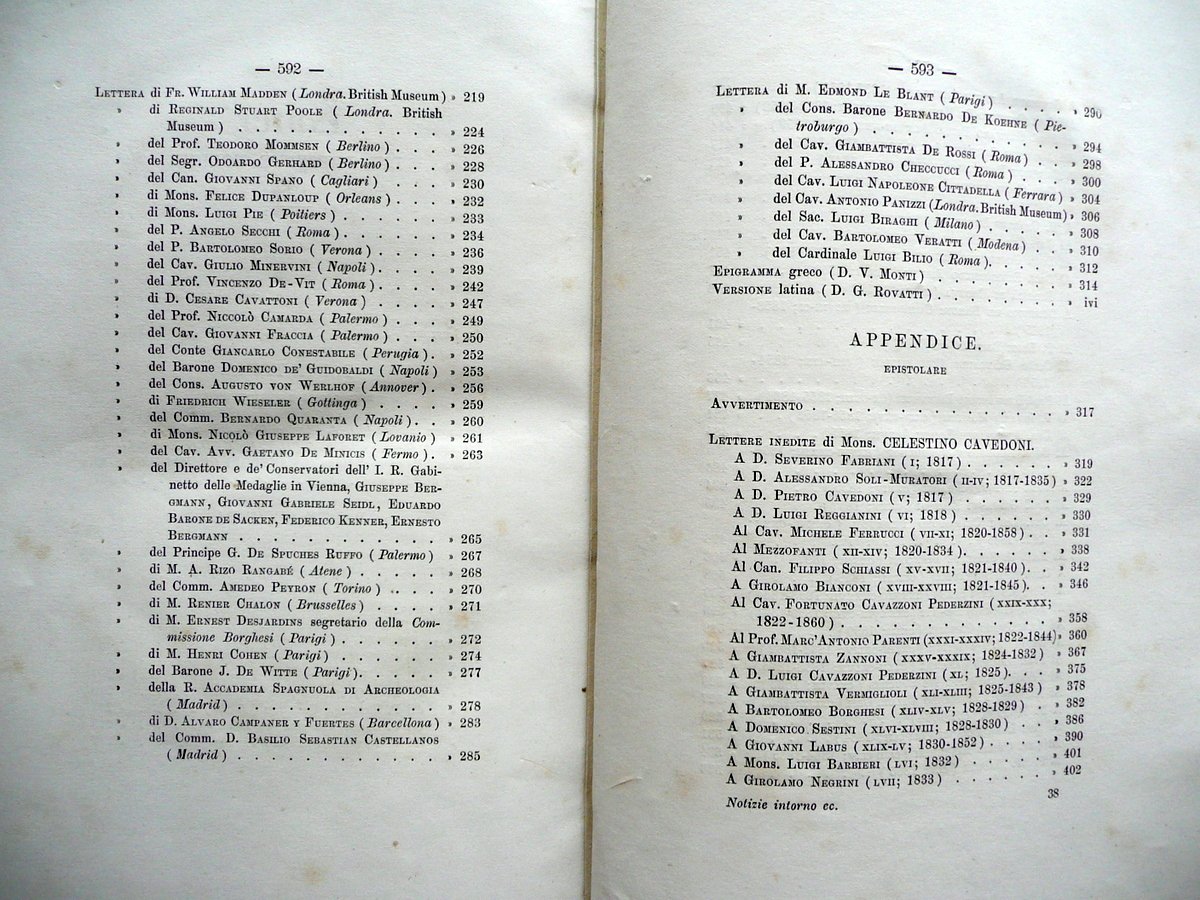 — 592 —
LETTERA di FR. WILLIAM MADDEN ( Londra. British Museum ) » 219
» di REGINALD STUART POOLE ( Londra. British
Museum ) . . . . . . . . . . . . » 224
» del Prof. TEODORO MOMMSEN ( Berlino ) . . . » 226
» del Segr. ODOARDO GERHARD ( Berlino ) . . . » 228
» del Can. GIOVANNI SPANO ( Cagliari ) . . . . » 230
» di Mons. FELICE DUPANLOUP ( Orleans ) . . . » 232
» di Mons. LUIGI PIE ( Poitiers ) . . . . . . » 233
» del P. ANGELO SECCHI ( Roma ) . . . . . . » 234
» del P. BARTOLOMEO SORIO ( Verona ) . . . . » 236
» del Cav. GIULIO MINERVINI ( Napoli ) . . . . » 239
» del Prof. VINCENZO DE-VIT ( Roma ) . . . . » 242
» di D. CESARE CAVATTONI ( Verona ) . . . . » 247
» del Prof. NICCOLÒ CAMARDA ( Palermo ) . . . » 249
» del Cav. GIOVANNI FRACCIA ( Palermo ) . . . » 250
» del Conte GIANCARLO CONESTABILE ( Perugia ) . » 252
» del Barone DOMENICO DE' GUIDOBALDI ( Napoli ) » 253
» del Cons. AUGUSTO VON WERLHOF ( Annover ) . » 256
» di FRIEDRICH WIESELER ( Gottinga ) . . . . » 259
» del Comm. BERNARDO QUARANTA ( Napoli ) . . » 260
» di Mons. NICOLÒ GIUSEPPE LAFORET ( Lovanio ) » 261
» del Cav. Avv. GAETANO DE MINICIS ( Fermo ) . » 263
» del Direttore e de' Conservatori dell' I. R. Gabi-
netto delle Medaglie in Vienna, GIUSEPPE BER-
GMANN, GIOVANNI GABRIELE SEIDL, EDUARDO
BARONE DE SACKEN, FEDERICO KENNER, ERNESTO
BERGMANN . . . . . . . . . . . . » 265
» del Principe G. DE SPUCHES RUFFO ( Palermo ) » 267
» di M. A. RIZO RANGABÉ ( Atene ) . . . . . » 268
» del Comm. AMEDEO PEYRON ( Torino ) . . . » 270
» di M. RENIER CHALON ( Brusselles ) . . . . » 271
» di M. ERNEST DESJARDINS segretario della Com-
missione Borghesi ( Parigi ) . . . . . . » 272
» di M. HENRI COHEN ( Parigi ) . . . . . . » 274
» del Barone J. DE WITTE ( Parigi ) . . . . . » 277
» della R. ACCADEMIA SPAGNUOLA DI ARCHEOLOGIA
( Madrid ) . . . . . . . . . . . . » 278
» di D. ALVARO CAMPANER Y FUERTES ( Barcellona ) » 283
» del Comm. D. BASILIO SEBASTIAN CASTELLANOS
( Madrid ) . . . . . . . . . . . . » 285
— 593 —
LETTERA di M. EDMOND LE BLANT ( Parigi ) . . . . » 290
» del Cons. Barone BERNARDO DE KOEHNE ( Pie-
troburgo ) . . . . . . . . . . . . » 294
» del Cav. GIAMBATTISTA DE ROSSI ( Roma ) . . » 298
» del P. ALESSANDRO CHECCUCCI ( Roma ) . . . » 300
» del Cav. LUIGI NAPOLEONE CITTADELLA ( Ferrara ) » 304
» del Cav. ANTONIO PANIZZI ( Londra. British Museum ) » 306
» del Sac. LUIGI BIRAGHI ( Milano ) . . . . . » 308
» del Cav. BARTOLOMEO VERATTI ( Modena ) . . » 310
» del Cardinale LUIGI BILIO ( Roma ) . . . . . » 312
EPIGRAMMA greco ( D. V. MONTI ) . . . . . . . . » 314
VERSIONE latina ( D. G. ROVATTI ) . . . . . . . . » ivi
APPENDICE.
EPISTOLARE
AVVERTIMENTO . . . . . . . . . . . . . . » 317
LETTERE INEDITE di Mons. CELESTINO CAVEDONI.
A D. SEVERINO FABRIANI ( I; 1817 ) . . . . . . » 319
A D. ALESSANDRO SOLI-MURATORI ( II-IV; 1817-1835 ) » 322
A D. PIETRO CAVEDONI ( V; 1817 ) . . . . . . » 329
A D. LUIGI REGGIANINI ( VI; 1818 ) . . . . . . » 330
Al Cav. MICHELE FERRUCCI ( VII-XI; 1820-1858 ) . . » 331
Al MEZZOFANTI ( XII-XIV; 1820-1834 ) . . . . . . » 338
Al Can. FILIPPO SCHIASSI ( XV-XVII; 1821-1840 ) . . » 342
A GIROLAMO BIANCONI ( XVIII-XXVIII; 1821-1845 ) . . » 346
Al Cav. FORTUNATO CAVAZZONI PEDERZINI ( XXIX-XXX;
1822-1860 ) . . . . . . . . . . . . » 358
Al Prof. MARC'ANTONIO PARENTI ( XXXI-XXXIV; 1822-1844 ) » 360
A GIAMBATTISTA ZANNONI ( XXXV-XXXIX; 1824-1832 ) » 367
A D. LUIGI CAVAZZONI PEDERZINI ( XL; 1825 ) . . . » 375
A GIAMBATTISTA VERMIGLIOLI ( XLI-XLIII; 1825-1843 ) » 378
A BARTOLOMEO BORGHESI ( XLIV-XLV; 1828-1829 ) . . » 382
A DOMENICO SESTINI ( XLVI-XLVIII; 1828-1830 ) . . » 386
A GIOVANNI LABUS ( XLIX-LV; 1830-1852 ) . . . . » 390
A Mons. LUIGI BARBIERI ( LVI; 1832 ) . . . . . . » 401
A GIROLAMO NEGRINI ( LVII; 1833 ) . . . . . . » 402
Notizie intorno ec. 38